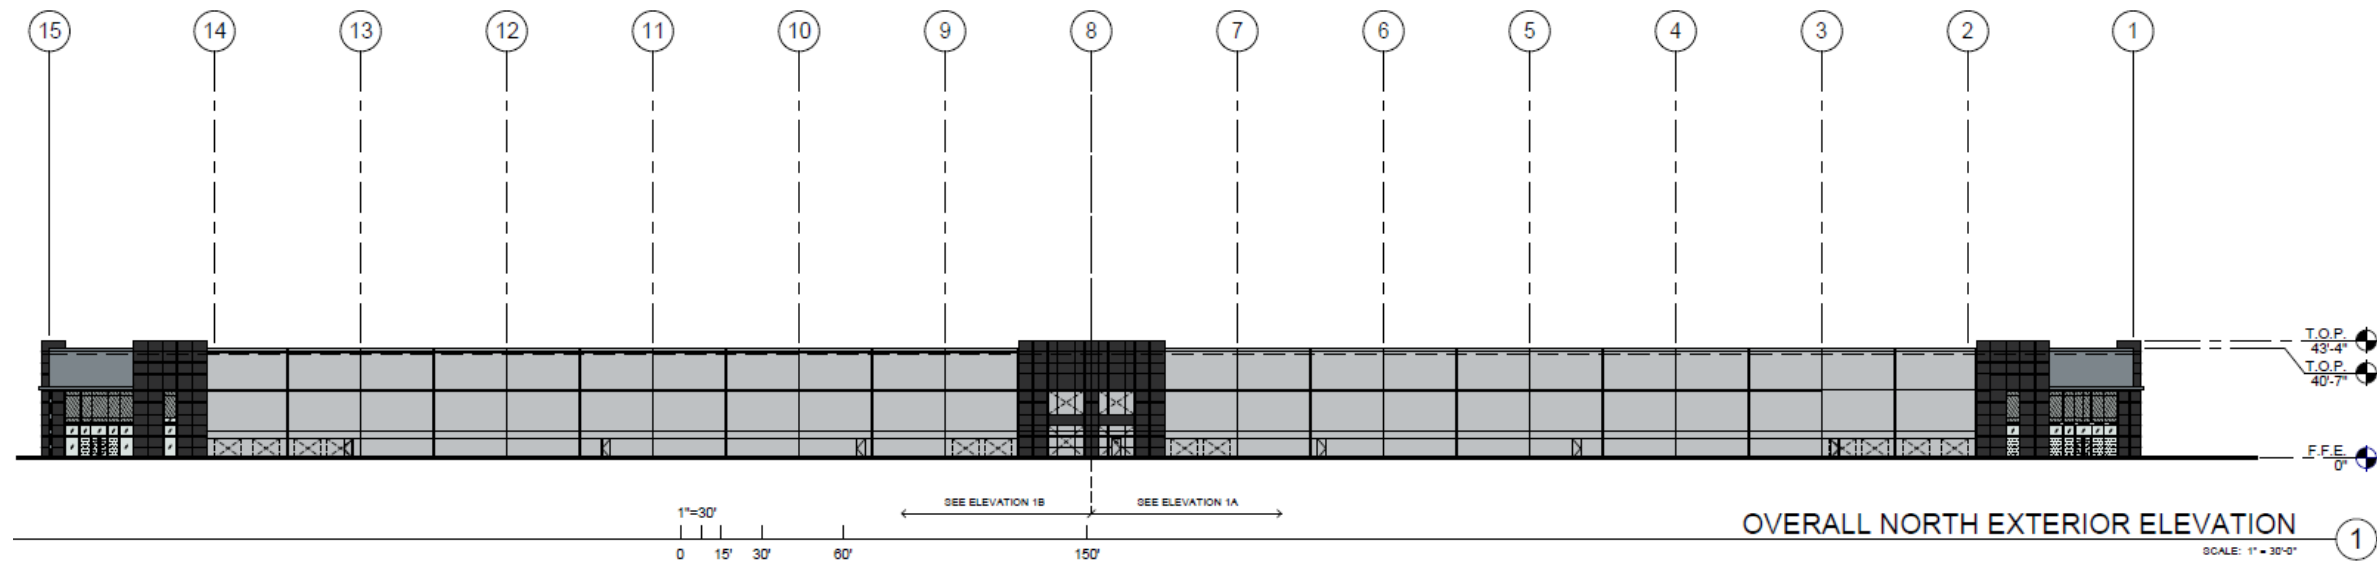 15 14 13 12 11 10 9 8 7 6 5 4 3 2 1
T.O.P.
43'-4"
T.O.P.
40'-7"
F.F.E.
0"
SEE ELEVATION 1B SEE ELEVATION 1A
1"=30'
0 15' 30' 60' 150'
OVERALL NORTH EXTERIOR ELEVATION
1
SCALE: 1" = 30'-0"